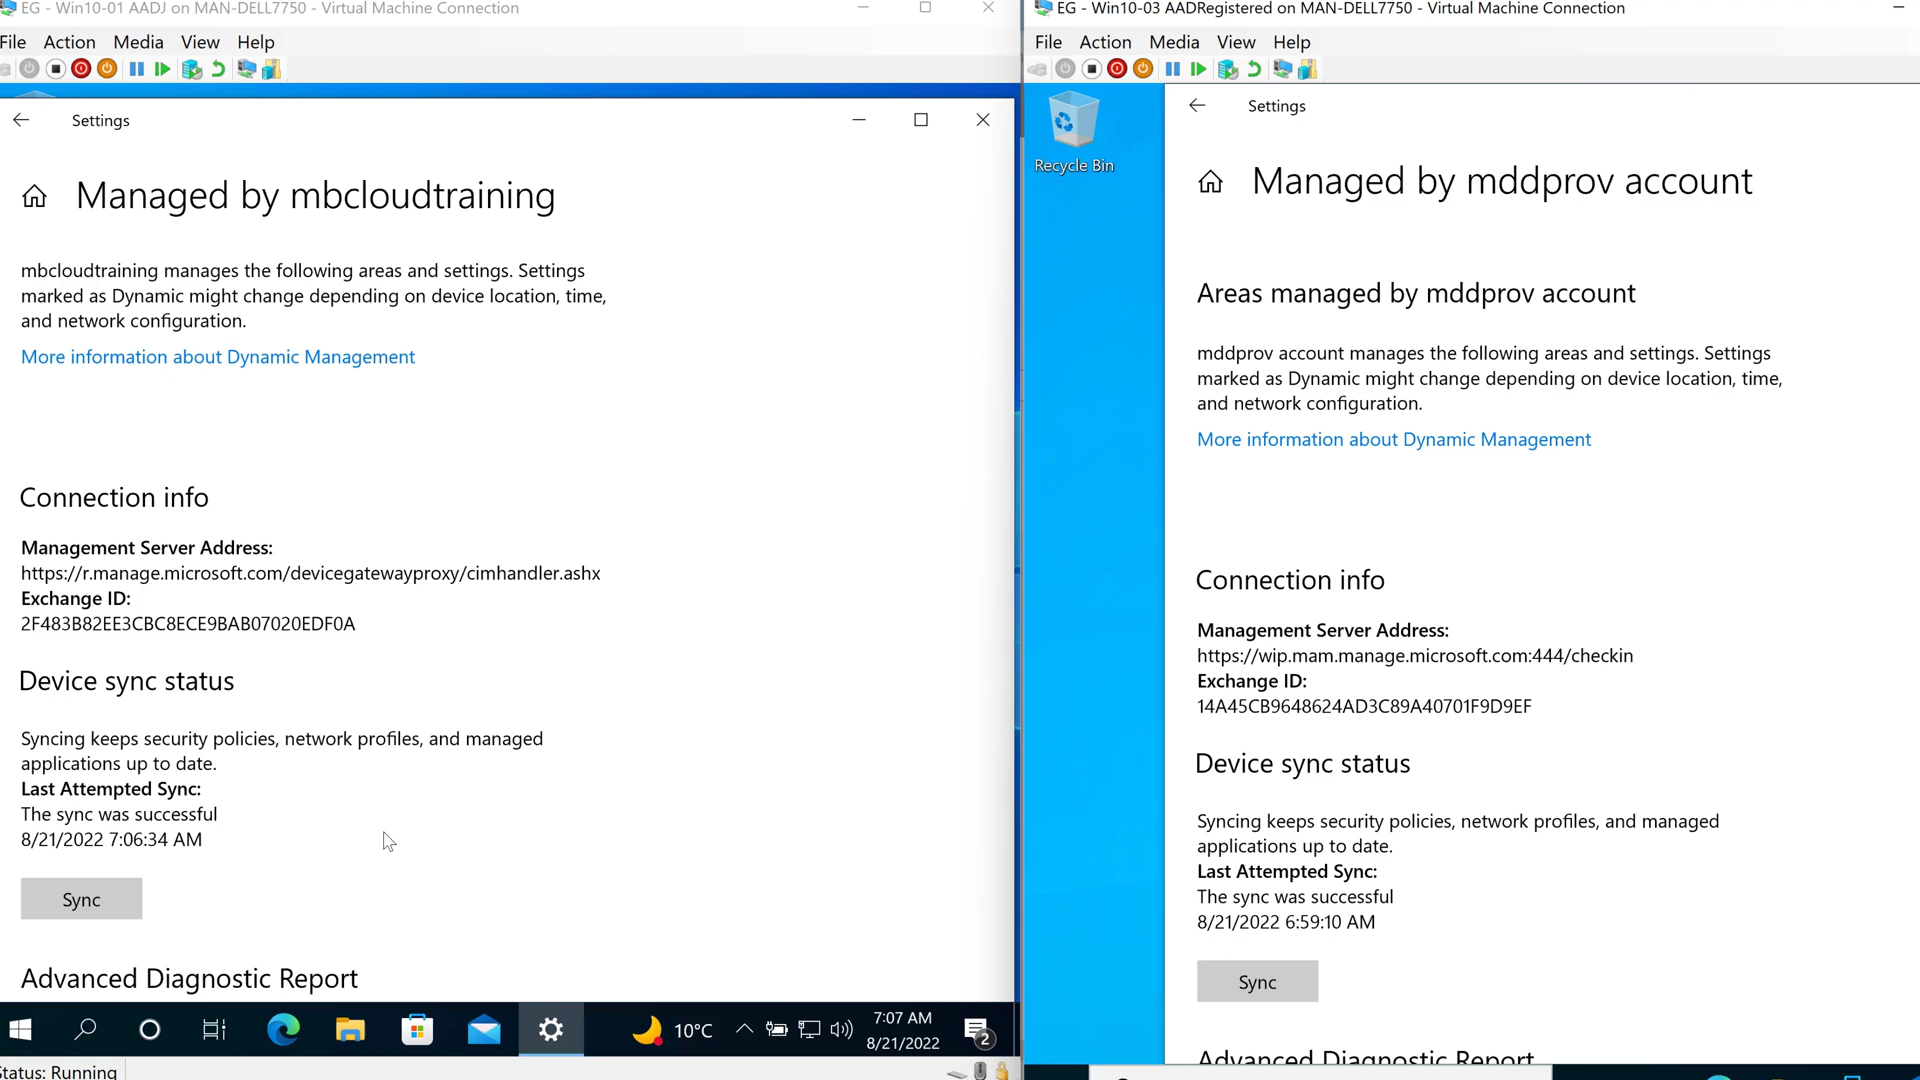 EG - Win10-01 AADJ on MAN-DELL7750 - Virtual Machine Connection
File Action Media View Help
Settings
Managed by mbcloudtraining
mbcloudtraining manages the following areas and settings. Settings
marked as Dynamic might change depending on device location, time,
and network configuration.
More information about Dynamic Management
Connection info
Management Server Address:
https://r.manage.microsoft.com/devicegatewayproxy/cimhandler.ashx
Exchange ID:
2F483B82EE3CBC8ECE9BAB07020EDF0A
Device sync status
Syncing keeps security policies, network profiles, and managed
applications up to date.
Last Attempted Sync:
The sync was successful
8/21/2022 7:06:34 AM
Sync
Advanced Diagnostic Report
10°C
7:07 AM
8/21/2022
2
Status: Running
EG - Win10-03 AADRegistered on MAN-DELL7750 - Virtual Machine Connection
File Action Media View Help
Recycle Bin
Settings
Managed by mddprov account
Areas managed by mddprov account
mddprov account manages the following areas and settings. Settings
marked as Dynamic might change depending on device location, time,
and network configuration.
More information about Dynamic Management
Connection info
Management Server Address:
https://wip.mam.manage.microsoft.com:444/checkin
Exchange ID:
14A45CB9648624AD3C89A40701F9D9EF
Device sync status
Syncing keeps security policies, network profiles, and managed
applications up to date.
Last Attempted Sync:
The sync was successful
8/21/2022 6:59:10 AM
Sync
Advanced Diagnostic Report